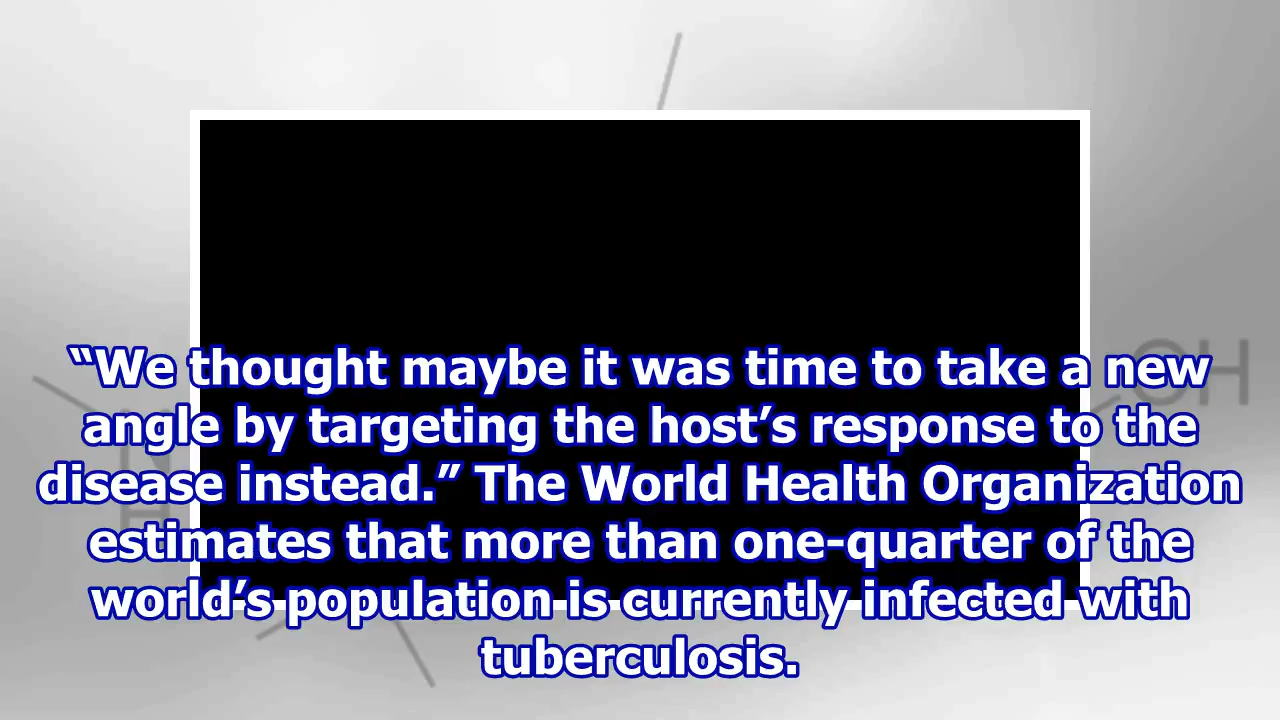 “We thought maybe it was time to take a new
angle by targeting the host’s response to the
disease instead.” The World Health Organization
estimates that more than one-quarter of the
world’s population is currently infected with
tuberculosis.
OH
N
H